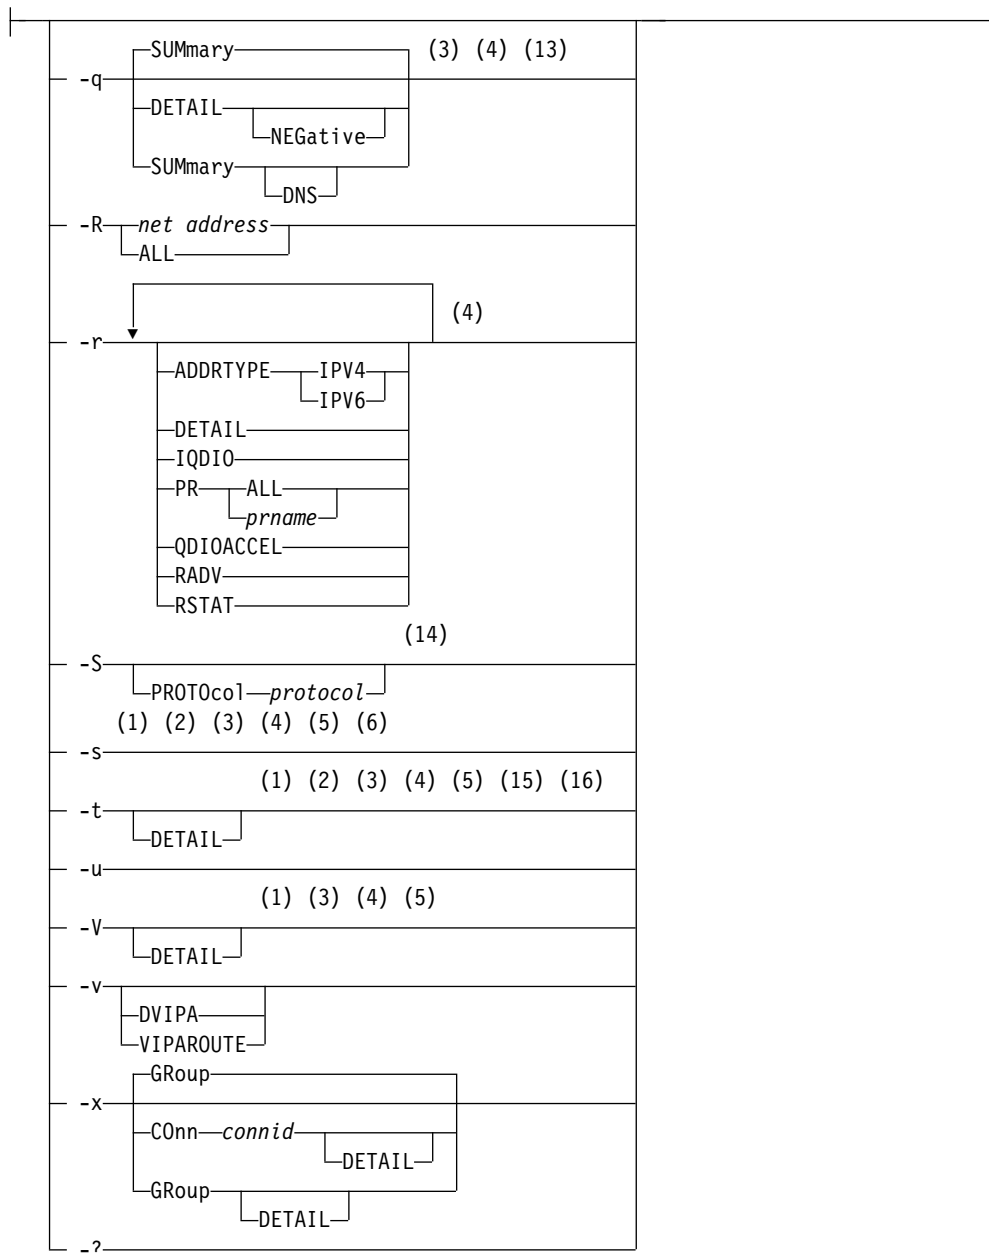 SUMmary (3) (4) (13)
-q
DETAIL
NEGative
SUMmary
DNS
-R net address
ALL
(4)
-r
ADDRTYPE IPV4
IPV6
DETAIL
IQDIO
PR ALL
prname
QDIOACCEL
RADV
RSTAT
(14)
-S
PROTOcol protocol
(1) (2) (3) (4) (5) (6)
-s
(1) (2) (3) (4) (5) (15) (16)
-t
DETAIL
-u
(1) (3) (4) (5)
-V
DETAIL
-v
DVIPA
VIPAROUTE
GRoup
-x
COnn connid
DETAIL
GRoup
DETAIL
-?